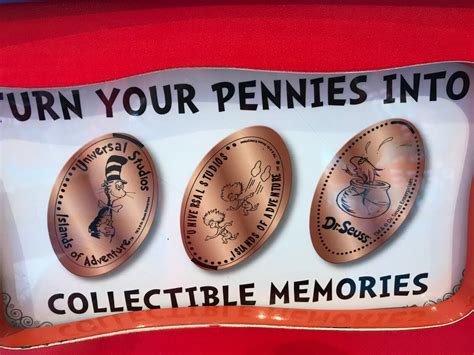 TURN YOUR PENNIES INTO
Universal Studios
Islands of Adventure
UNIVERSAL STUDIOS
ISLANDS OF ADVENTURE
Dr. Seuss
COLLECTIBLE MEMORIES